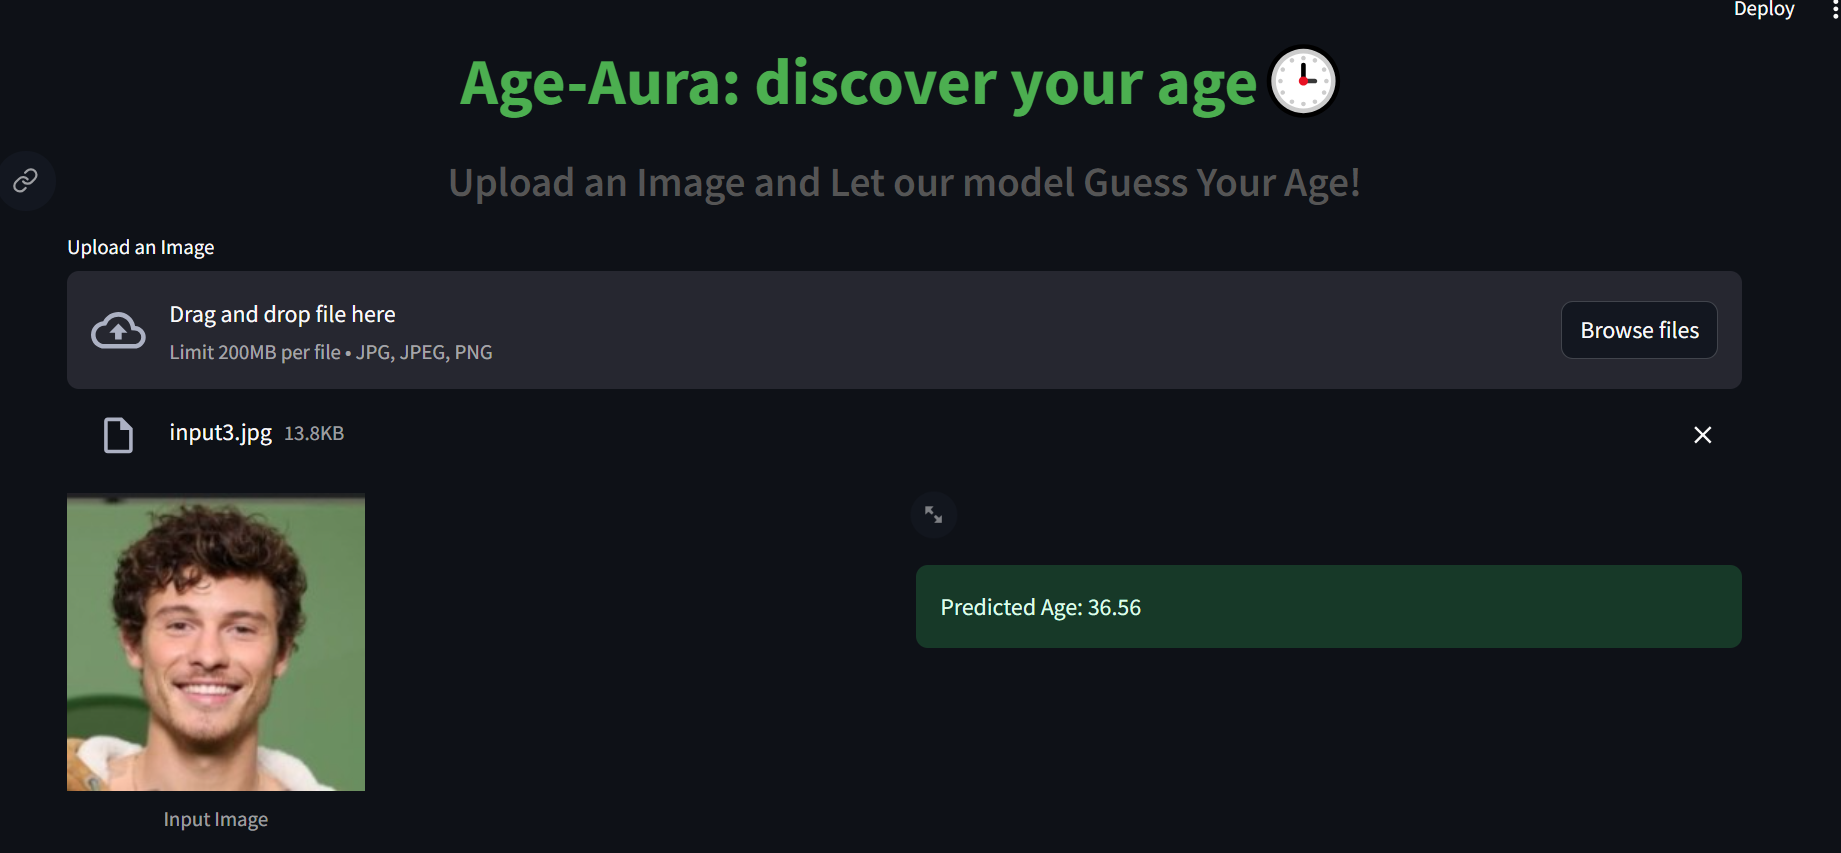 Deploy
Age-Aura: discover your age
Upload an Image and Let our model Guess Your Age!
Upload an Image
Drag and drop file here
Limit 200MB per file • JPG, JPEG, PNG
Browse files
input3.jpg 13.8KB
Predicted Age: 36.56
Input Image